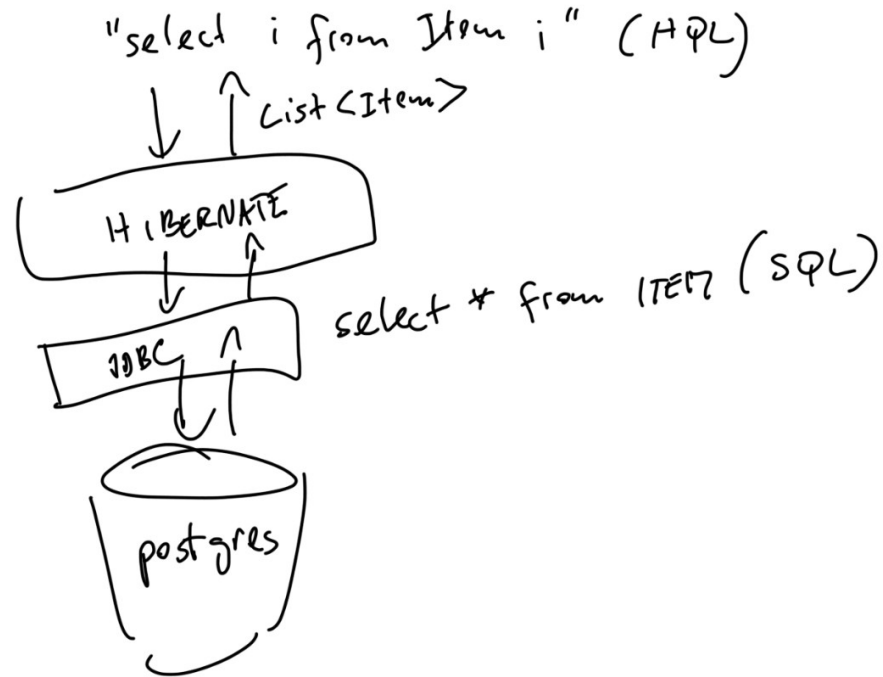 "select i from Item i" (HQL)
List<Item>
HIBERNATE
select * from ITEM (SQL)
JDBC
postgres